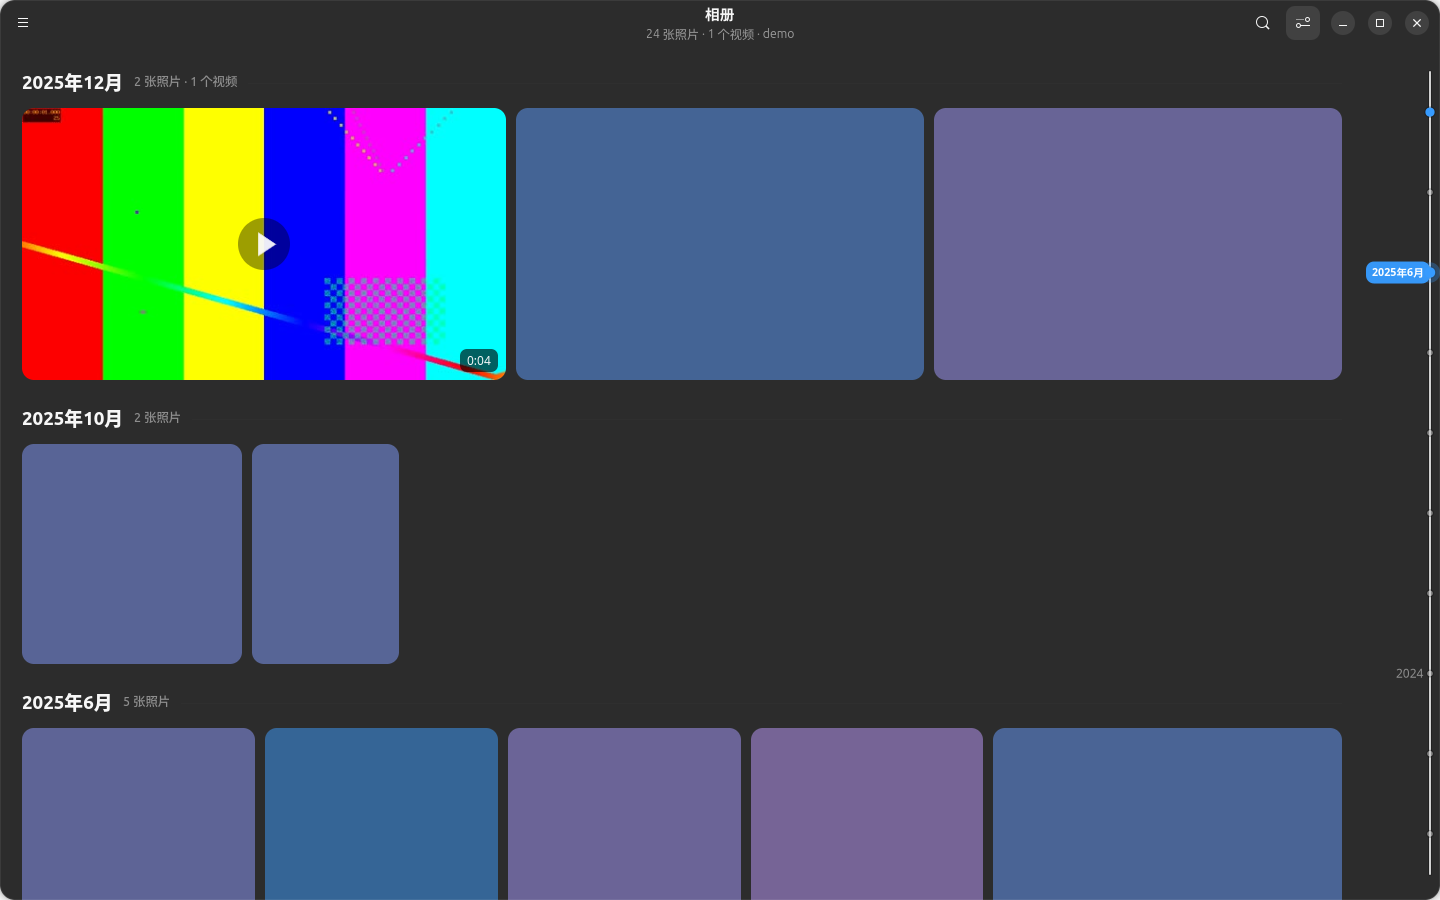 相册
24 张照片 · 1 个视频 · demo
2025年12月 2 张照片 · 1 个视频
0:04
2025年6月
2025年10月 2 张照片
2024
2025年6月 5 张照片